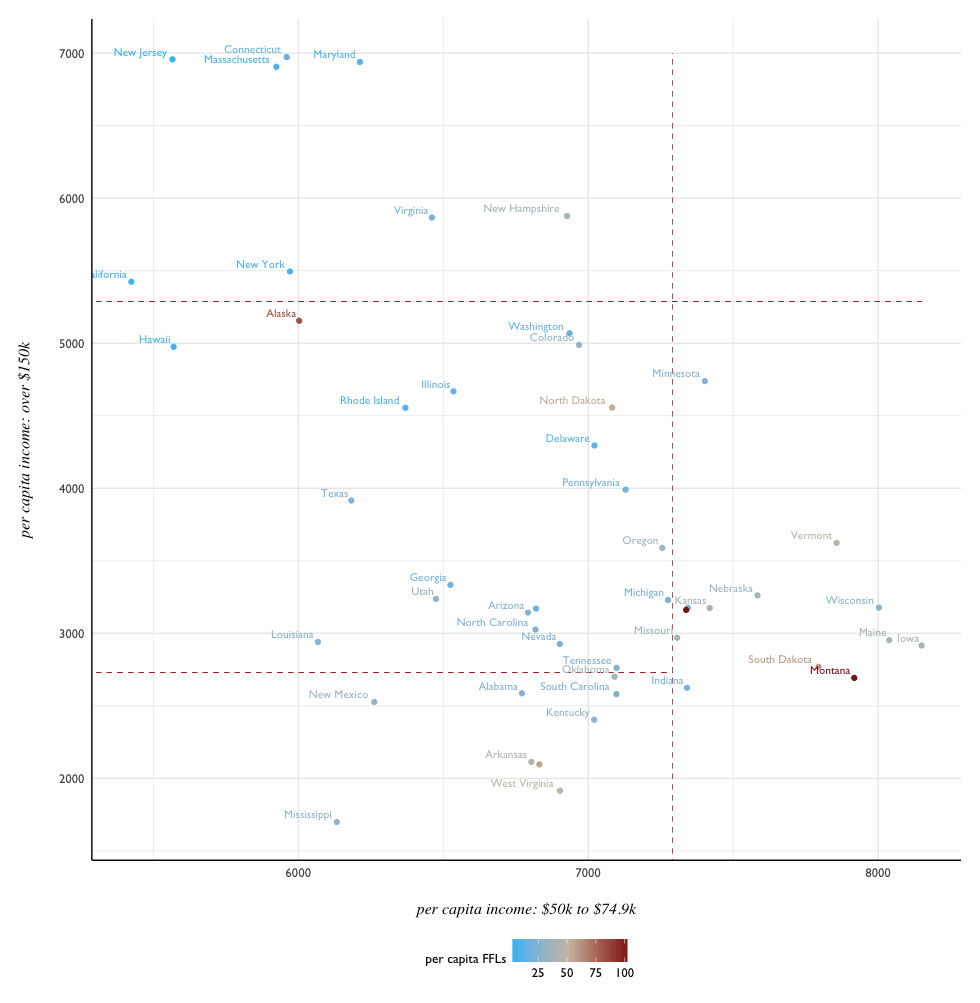 7000
New Jersey
Connecticut
Massachusetts
Maryland
6000
Virginia
New Hampshire
New York
alifornia
Alaska
5000
Hawaii
Washington
Colorado
Minnesota
Illinois
Rhode Island
North Dakota
Delaware
4000
Pennsylvania
Texas
Oregon
Vermont
Georgia
Utah
Michigan
Kansas
Nebraska
Wisconsin
Arizona
3000
Louisiana
North Carolina
Nevada
Missouri
Maine
Iowa
Tennessee
Oklahoma
South Dakota
Montana
New Mexico
Alabama
South Carolina
Indiana
Kentucky
2000
Arkansas
West Virginia
Mississippi
6000
7000
8000
per capita income: over $150k
per capita income: $50k to $74.9k
per capita FFLs
25 50 75 100